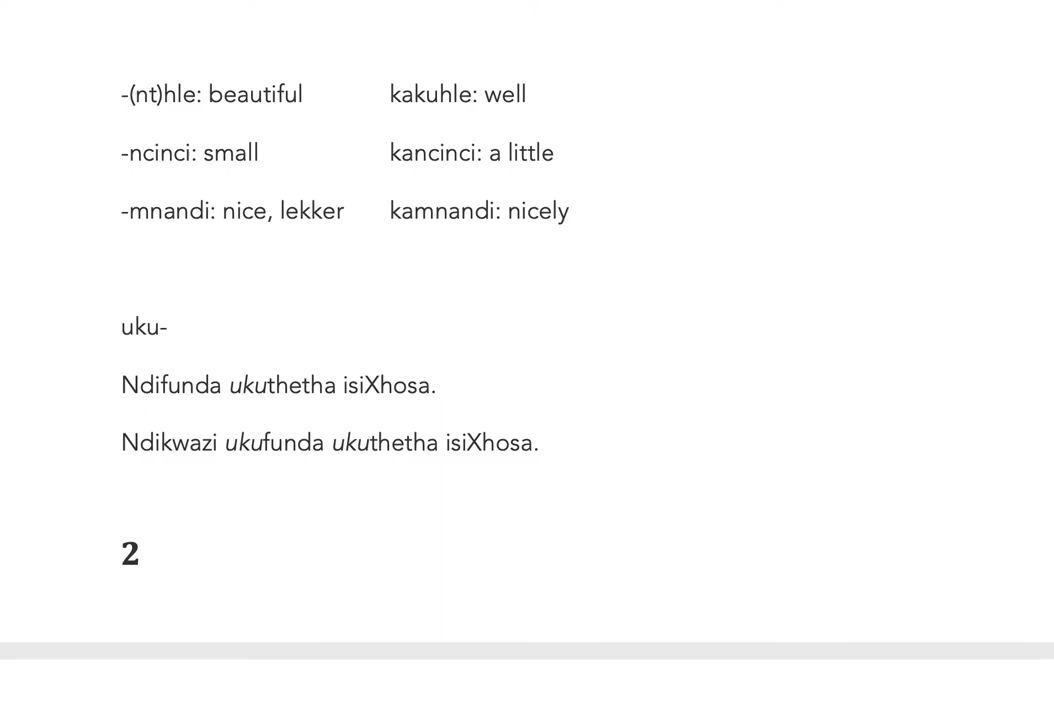 -(nt)hle: beautiful kakuhle: well
-ncinci: small kancinci: a little
-mnandi: nice, lekker kamnandi: nicely
uku-
Ndifunda ukuthetha isiXhosa.
Ndikwazi ukufunda ukuthetha isiXhosa.
2